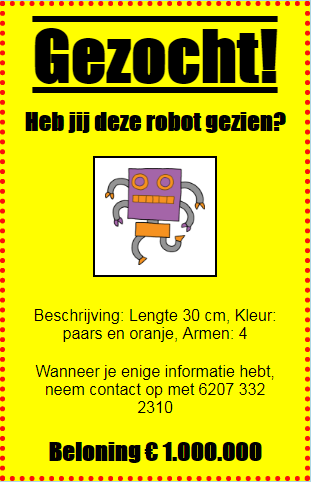 Gezocht!
Heb jij deze robot gezien?
Beschrijving: Lengte 30 cm, Kleur:
paars en oranje, Armen: 4
Wanneer je enige informatie hebt,
neem contact op met 6207 332
2310
Beloning € 1.000.000